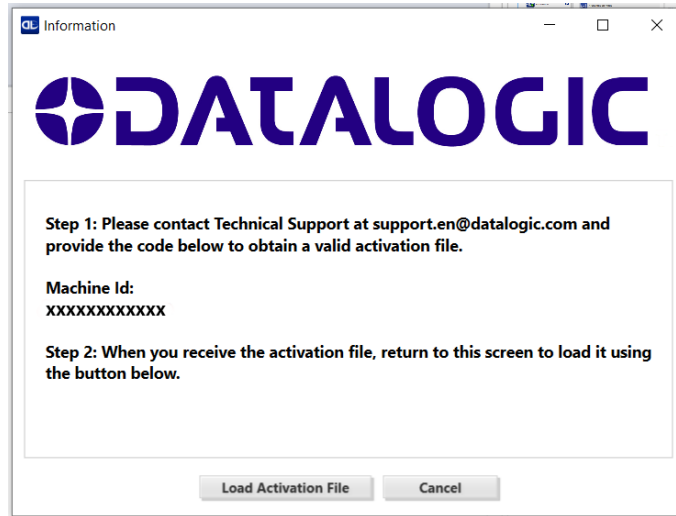 Information
DATALOGIC
Step 1: Please contact Technical Support at support.en@datalogic.com and
provide the code below to obtain a valid activation file.
Machine Id:
xxxxxxxxxxxx
Step 2: When you receive the activation file, return to this screen to load it using
the button below.
Load Activation File
Cancel